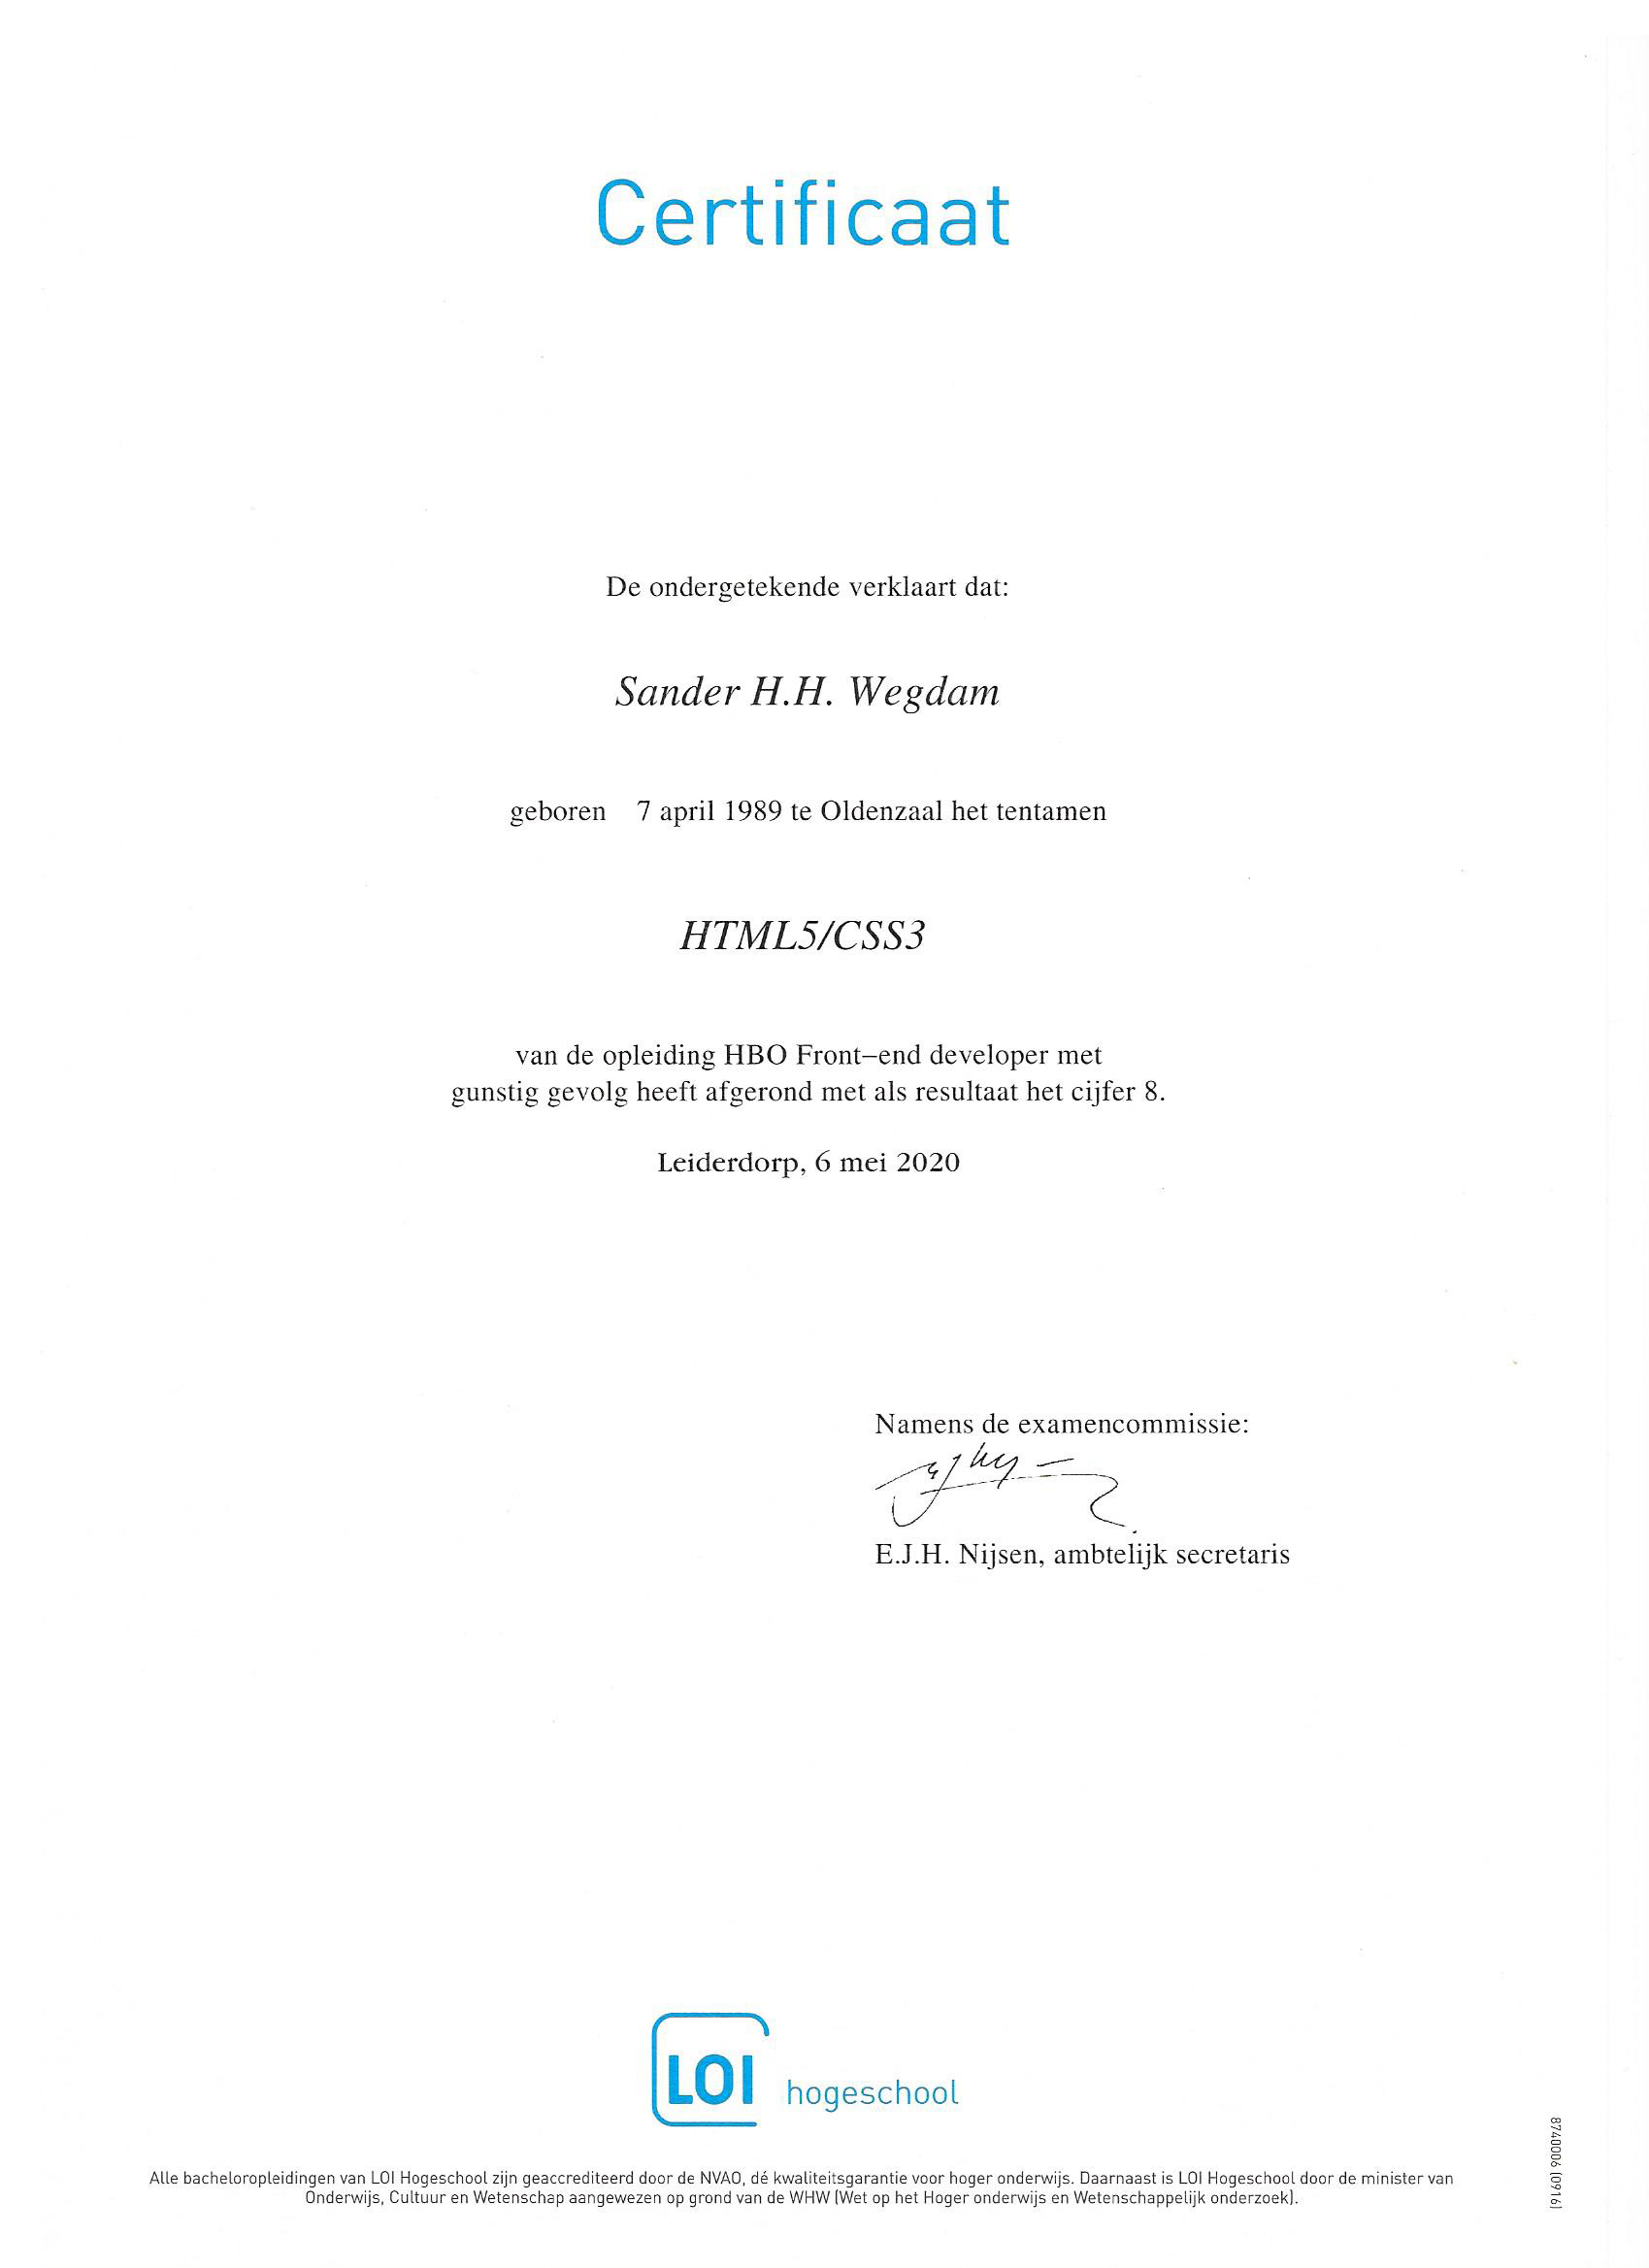 Certificaat
De ondergetekende verklaart dat:
Sander H.H. Wegdam
geboren 7 april 1989 te Oldenzaal het tentamen
HTML5/CSS3
van de opleiding HBO Front–end developer met
gunstig gevolg heeft afgerond met als resultaat het cijfer 8.
Leiderdorp, 6 mei 2020
Namens de examencommissie:
E.J.H. Nijsen, ambtelijk secretaris
LOI hogeschool
Alle bacheloropleidingen van LOI Hogeschool zijn geaccrediteerd door de NVAO, dé kwaliteitsgarantie voor hoger onderwijs. Daarnaast is LOI Hogeschool door de minister van
Onderwijs, Cultuur en Wetenschap aangewezen op grond van de WHW (Wet op het Hoger onderwijs en Wetenschappelijk onderzoek).
8740006 (0916)